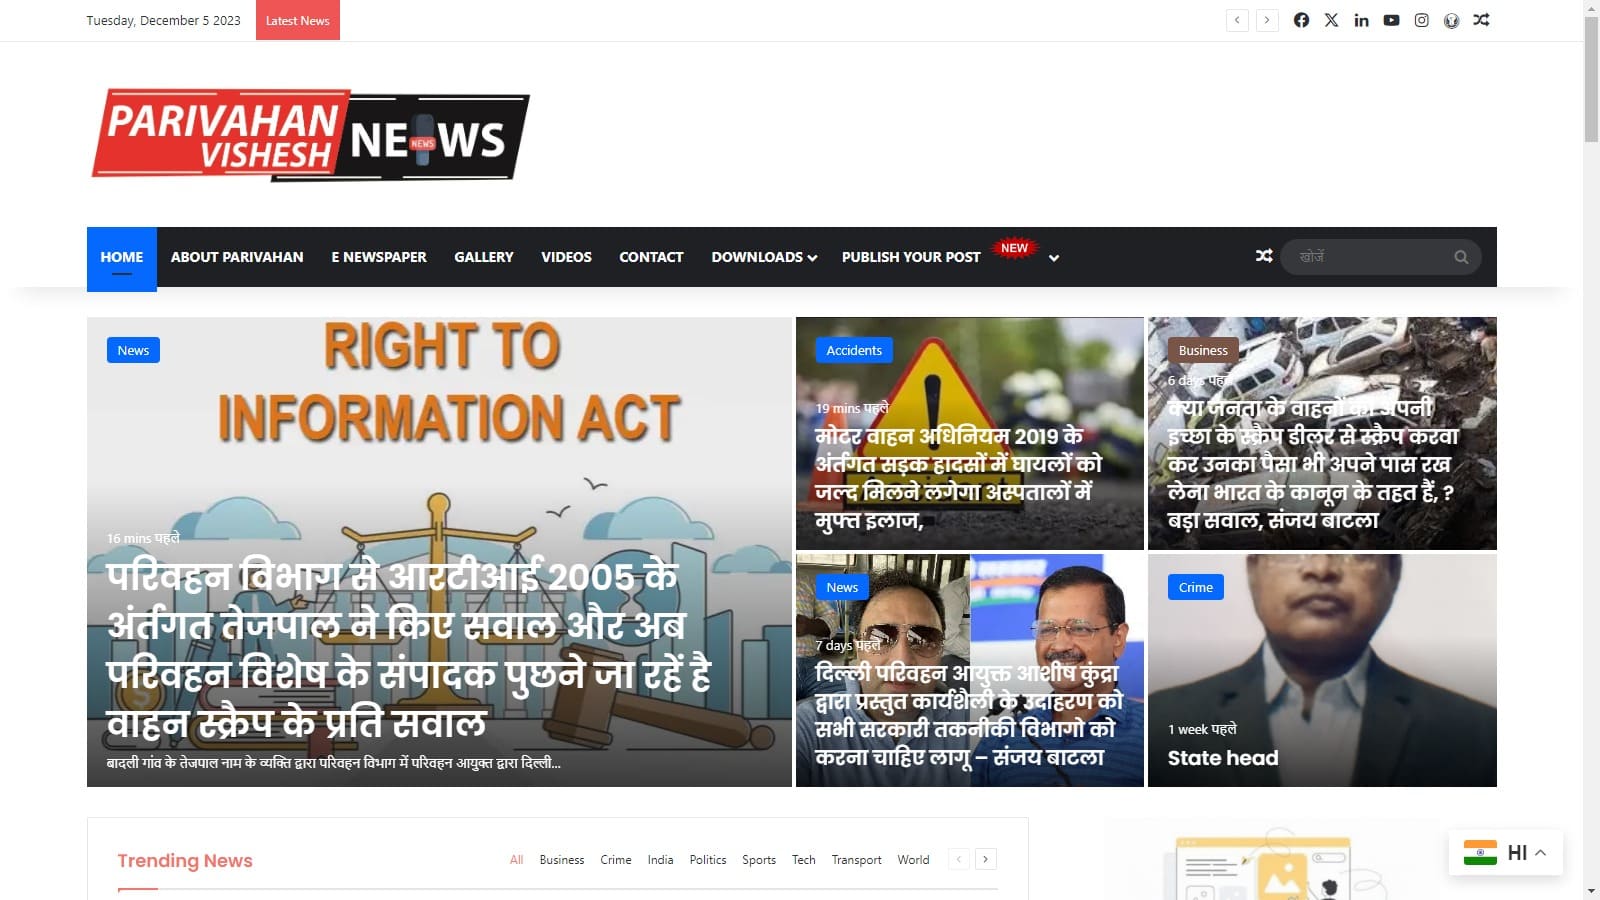 Tuesday, December 5 2023
Latest News
PARIVAHAN
VISHESH
NEWS
NEWS
HOME
ABOUT PARIVAHAN
E NEWSPAPER
GALLERY
VIDEOS
CONTACT
DOWNLOADS
PUBLISH YOUR POST
NEW
खोजें
News
RIGHT TO
INFORMATION ACT
16 mins पहले
परिवहन विभाग से आरटीआई 2005 के
अंर्तगत तेजपाल ने किए सवाल और अब
परिवहन विशेष के संपादक पुछने जा रहें है
वाहन स्क्रैप के प्रति सवाल
बादली गांव के तेजपाल नाम के व्यक्ति द्वारा परिवहन विभाग में परिवहन आयुक्त द्वारा दिल्ली...
Accidents
19 mins पहले
मोटर वाहन अधिनियम 2019 के
अंर्तगत सड़क हादसों में घायलों को
जल्द मिलने लगेगा अस्पतालों में
मुफ्त इलाज,
Business
6 days पहले
क्या जनता के वाहनों को अपनी
इच्छा के स्क्रैप डीलर से स्क्रैप करवा
कर उनका पैसा भी अपने पास रख
लेना भारत के कानून के तहत हैं, ?
बड़ा सवाल, संजय बाटला
News
7 days पहले
दिल्ली परिवहन आयुक्त आशीष कुंद्रा
द्वारा प्रस्तुत कार्यशैली के उदाहरण को
सभी सरकारी तकनीकी विभागो को
करना चाहिए लागू – संजय बाटला
Crime
1 week पहले
State head
Trending News
All
Business
Crime
India
Politics
Sports
Tech
Transport
World
HI